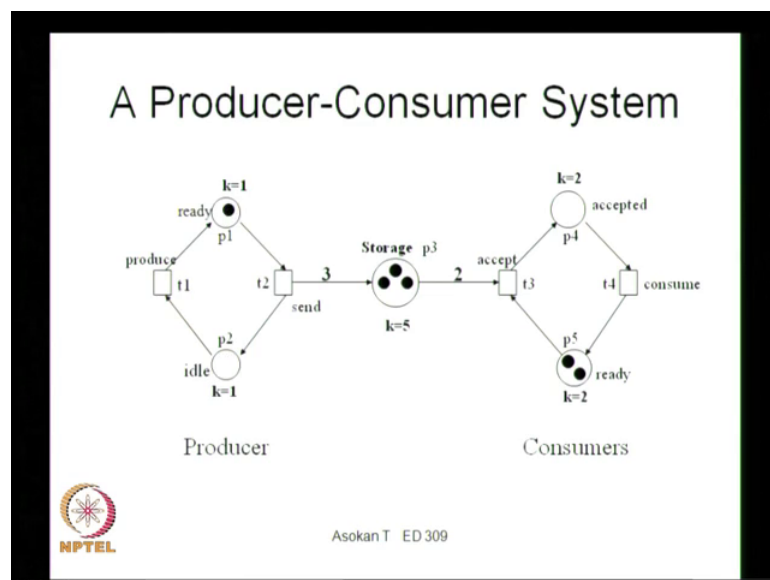 A Producer-Consumer System
k=1
k=2
ready
accepted
p1
p4
Storage p3
produce
accept
t1
t2
3
2
t3
t4
consume
send
k=5
p2
p5
idle
ready
k=1
k=2
Producer
Consumers
NPTEL
Asokan T ED 309